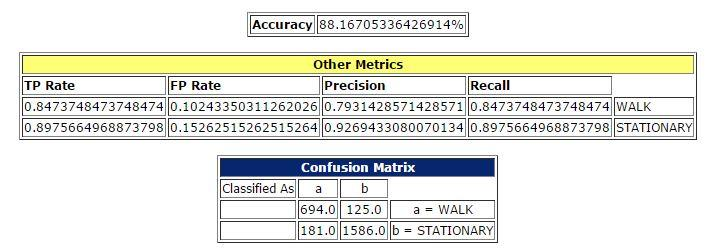 Accuracy 88.16705336426914%
Other Metrics
TP Rate FP Rate Precision Recall
0.8473748473748474 0.10243350311262026 0.7931428571428571 0.8473748473748474 WALK
0.8975664968873798 0.15262515262515264 0.9269433080070134 0.8975664968873798 STATIONARY
Confusion Matrix
Classified As a b
694.0 125.0 a = WALK
181.0 1586.0 b = STATIONARY